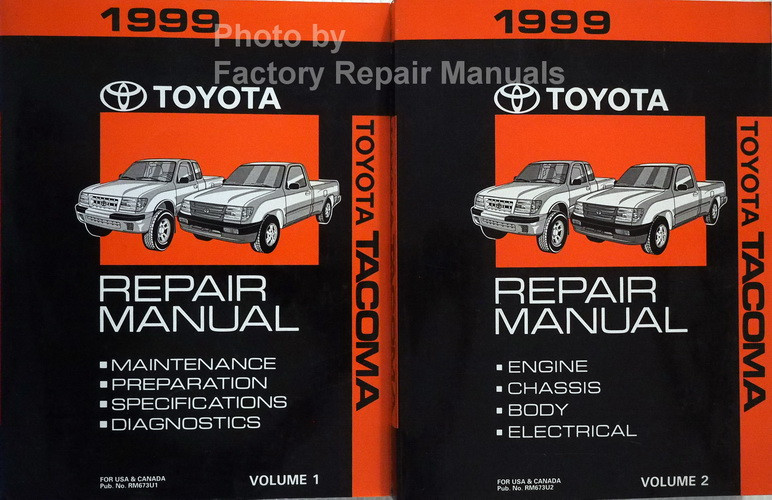 1999
Photo by
Factory Repair Manuals
TOYOTA
TOYOTA TACOMA
REPAIR
MANUAL
▪ MAINTENANCE
▪ PREPARATION
▪ SPECIFICATIONS
▪ DIAGNOSTICS
FOR USA & CANADA
Pub. No. RM673U1
VOLUME 1
1999
TOYOTA
TOYOTA TACOMA
REPAIR
MANUAL
▪ ENGINE
▪ CHASSIS
▪ BODY
▪ ELECTRICAL
FOR USA & CANADA
Pub. No. RM673U2
VOLUME 2